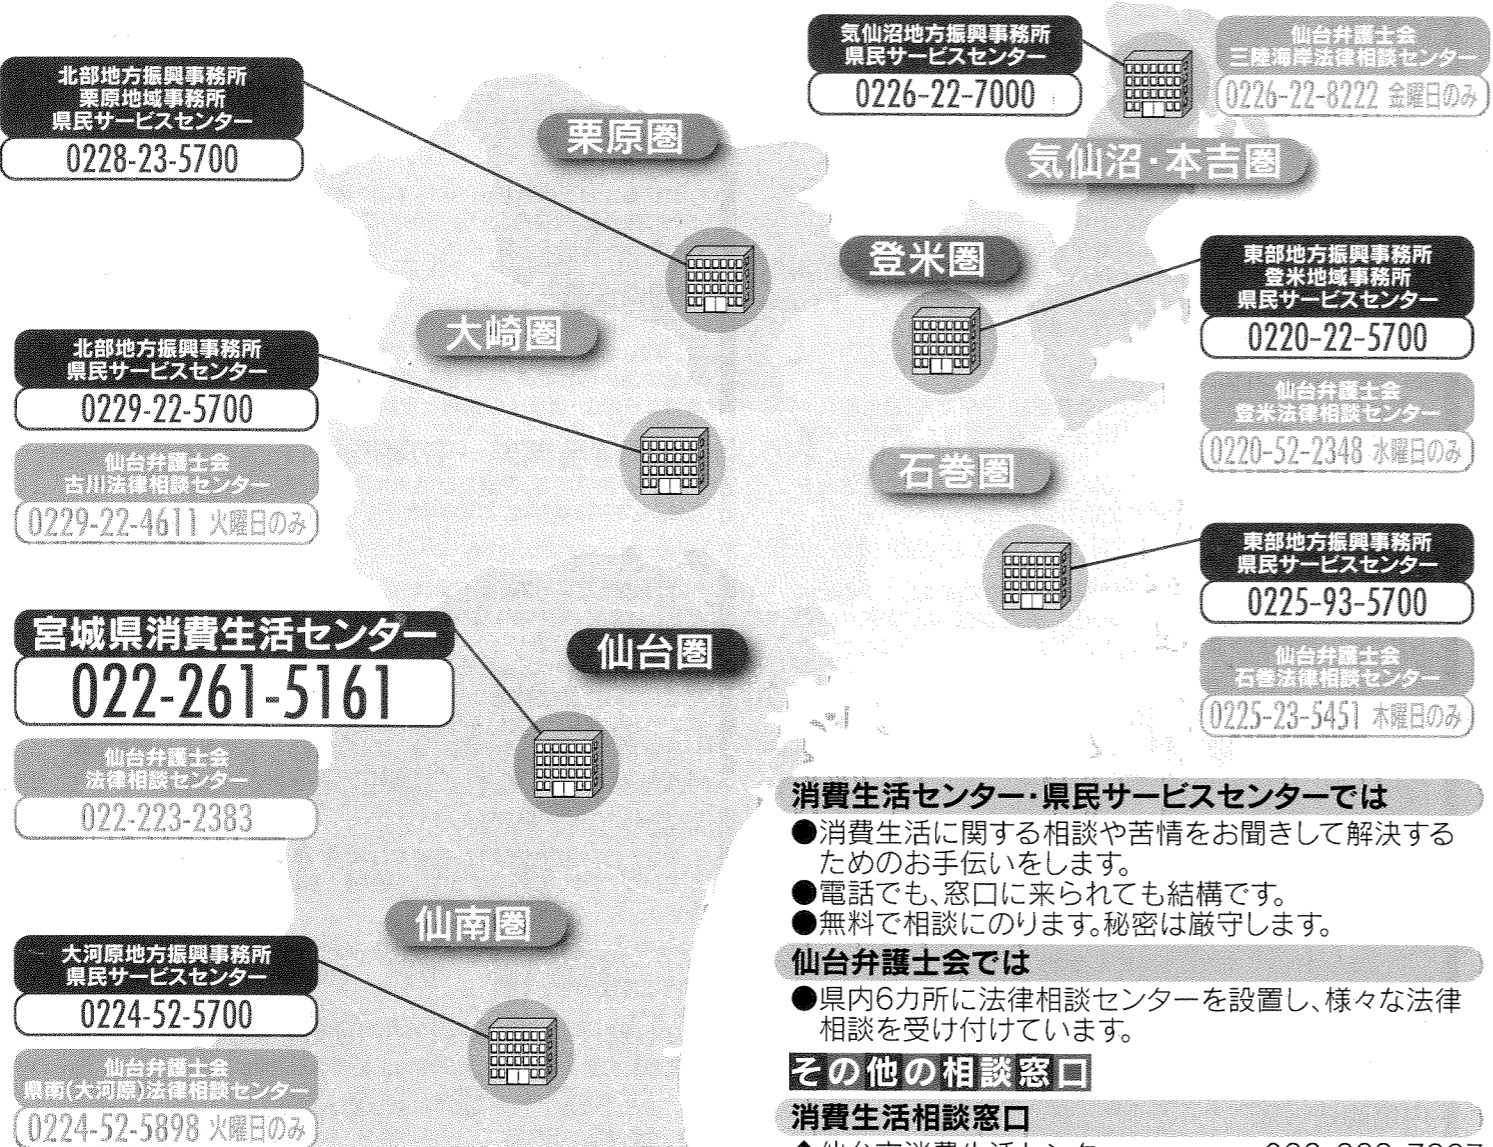 北部地方振興事務所
栗原地域事務所
県民サービスセンター
0228-23-5700
栗原圏
気仙沼地方振興事務所
県民サービスセンター
0226-22-7000
仙台弁護士会
三陸海岸法律相談センター
0226-22-8222 金曜日のみ
気仙沼・本吉圏
登米圏
東部地方振興事務所
登米地域事務所
県民サービスセンター
0220-22-5700
仙台弁護士会
登米法律相談センター
0220-52-2348 水曜日のみ
大崎圏
北部地方振興事務所
県民サービスセンター
0229-22-5700
仙台弁護士会
古川法律相談センター
0229-22-4611 火曜日のみ
石巻圏
東部地方振興事務所
県民サービスセンター
0225-93-5700
仙台弁護士会
石巻法律相談センター
0225-23-5451 木曜日のみ
宮城県消費生活センター
022-261-5161
仙台圏
仙台弁護士会
法律相談センター
022-223-2383
仙南圏
大河原地方振興事務所
県民サービスセンター
0224-52-5700
仙台弁護士会
県南(大河原)法律相談センター
0224-52-5898 火曜日のみ
消費生活センター・県民サービスセンターでは
●消費生活に関する相談や苦情をお聞きして解決する
ためのお手伝いをします。
●電話でも、窓口に来られても結構です。
●無料で相談にのります。秘密は厳守します。
仙台弁護士会では
●県内6カ所に法律相談センターを設置し、様々な法律
相談を受け付けています。
その他の相談窓口
消費生活相談窓口